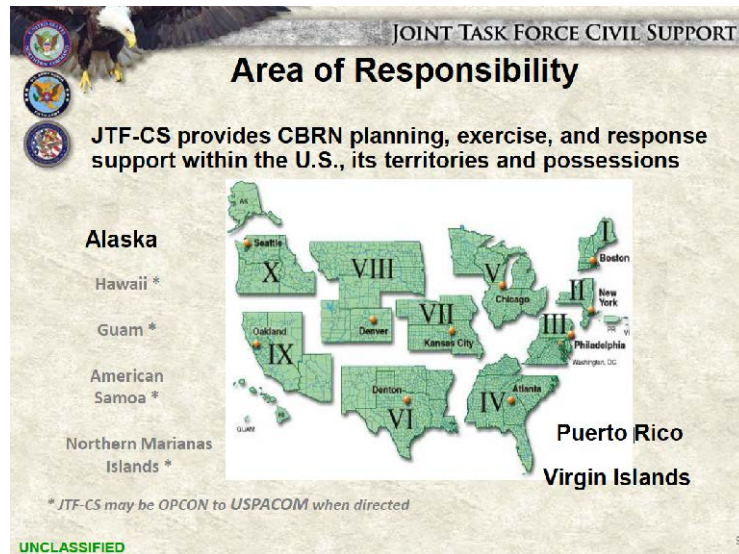 JOINT TASK FORCE CIVIL SUPPORT
Area of Responsibility
JTF-CS provides CBRN planning, exercise, and response
support within the U.S., its territories and possessions
Alaska
Hawaii *
Guam *
American
Samoa *
Northern Marianas
Islands *
AK
Seattle
X
VIII
V
Chicago
I
Boston
II
New
York
PR
III
Philadelphia
Washington, DC
Oakland
IX
Denver
VII
Kansas City
HI
GUAM
Denton
VI
IV
Atlanta
Puerto Rico
Virgin Islands
* JTF-CS may be OPCON to USPACOM when directed
UNCLASSIFIED